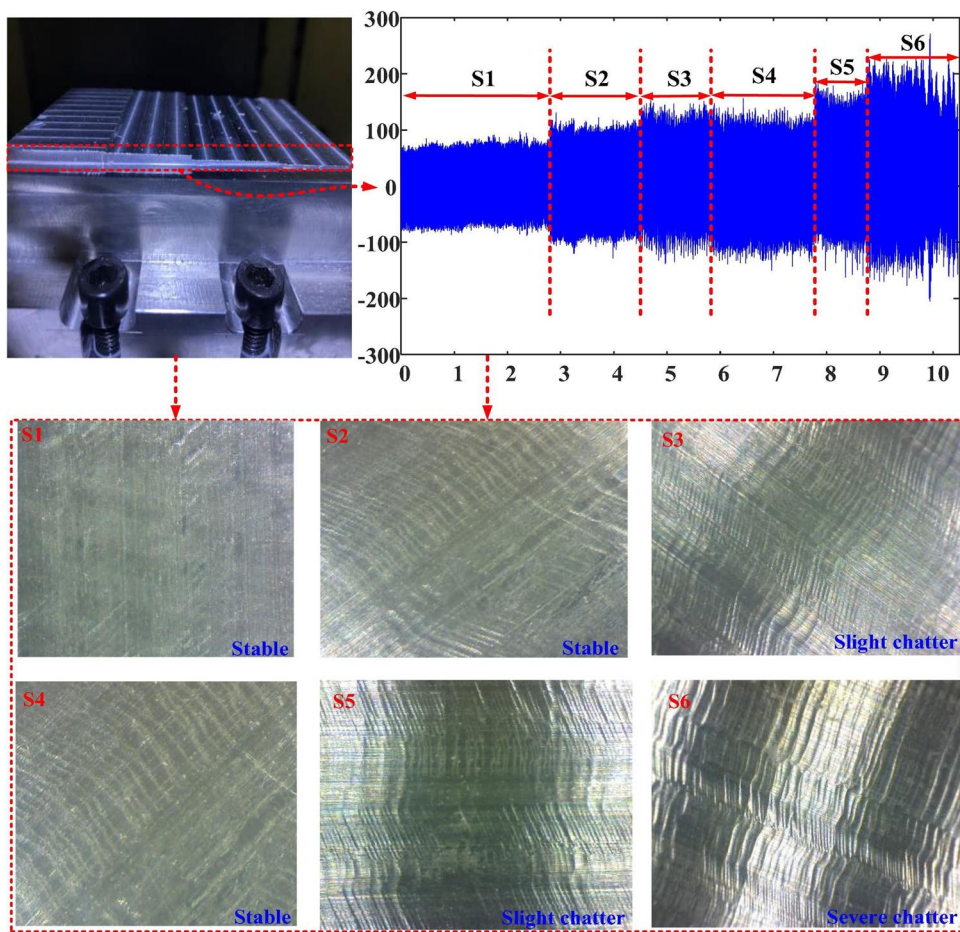 300
200
100
0
-100
-200
-300
S1
S2
S3
S4
S5
S6
0 1 2 3 4 5 6 7 8 9 10
S1
Stable
S2
Stable
S3
Slight chatter
S4
Stable
S5
Slight chatter
S6
Severe chatter